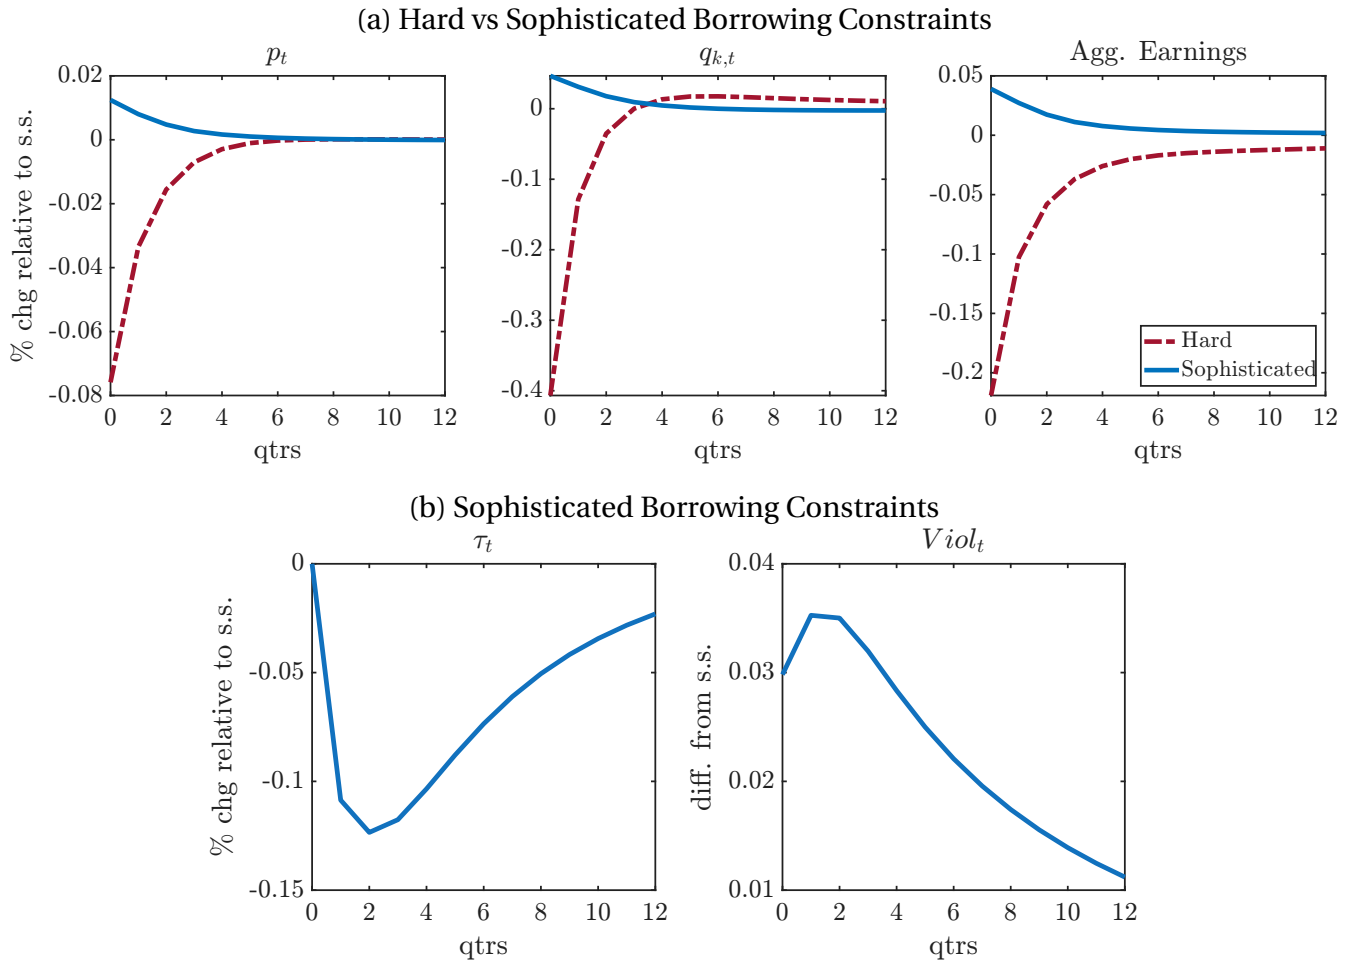 (a) Hard vs Sophisticated Borrowing Constraints
p_t
q_{k,t}
Agg. Earnings
% chg relative to s.s.
0.02
0
-0.02
-0.04
-0.06
-0.08
0 2 4 6 8 10 12
qtrs
0
-0.1
-0.2
-0.3
-0.4
0 2 4 6 8 10 12
qtrs
0.05
0
-0.05
-0.1
-0.15
-0.2
0 2 4 6 8 10 12
qtrs
Hard
Sophisticated
(b) Sophisticated Borrowing Constraints
τ_t
Viol_t
% chg relative to s.s.
0
-0.05
-0.1
-0.15
0 2 4 6 8 10 12
qtrs
diff. from s.s.
0.04
0.03
0.02
0.01
0 2 4 6 8 10 12
qtrs